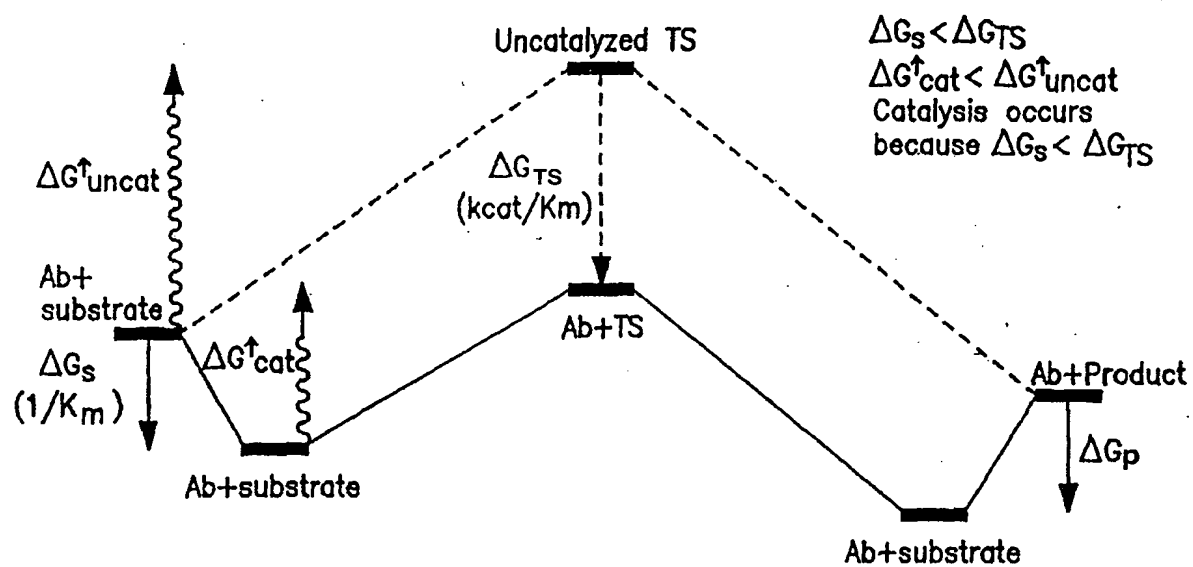 Uncatalyzed TS
ΔGs < ΔGTS
ΔG↑cat < ΔG↑uncat
Catalysis occurs
because ΔGs < ΔGTS
ΔG↑uncat
ΔGTS
(kcat/Km)
Ab+
substrate
ΔGs
(1/Km)
ΔG↑cat
Ab+TS
Ab+Product
ΔGp
Ab+substrate
Ab+substrate